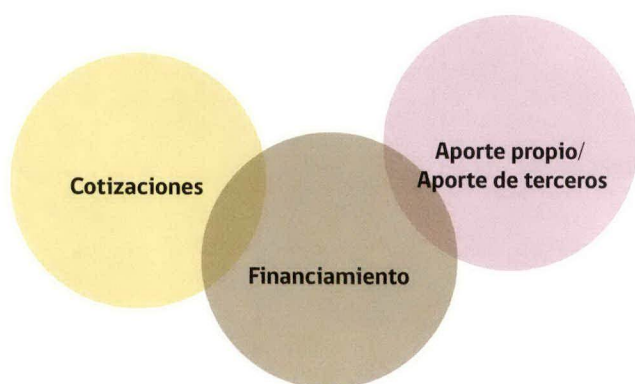 Cotizaciones
Aporte propio/
Aporte de terceros
Financiamiento